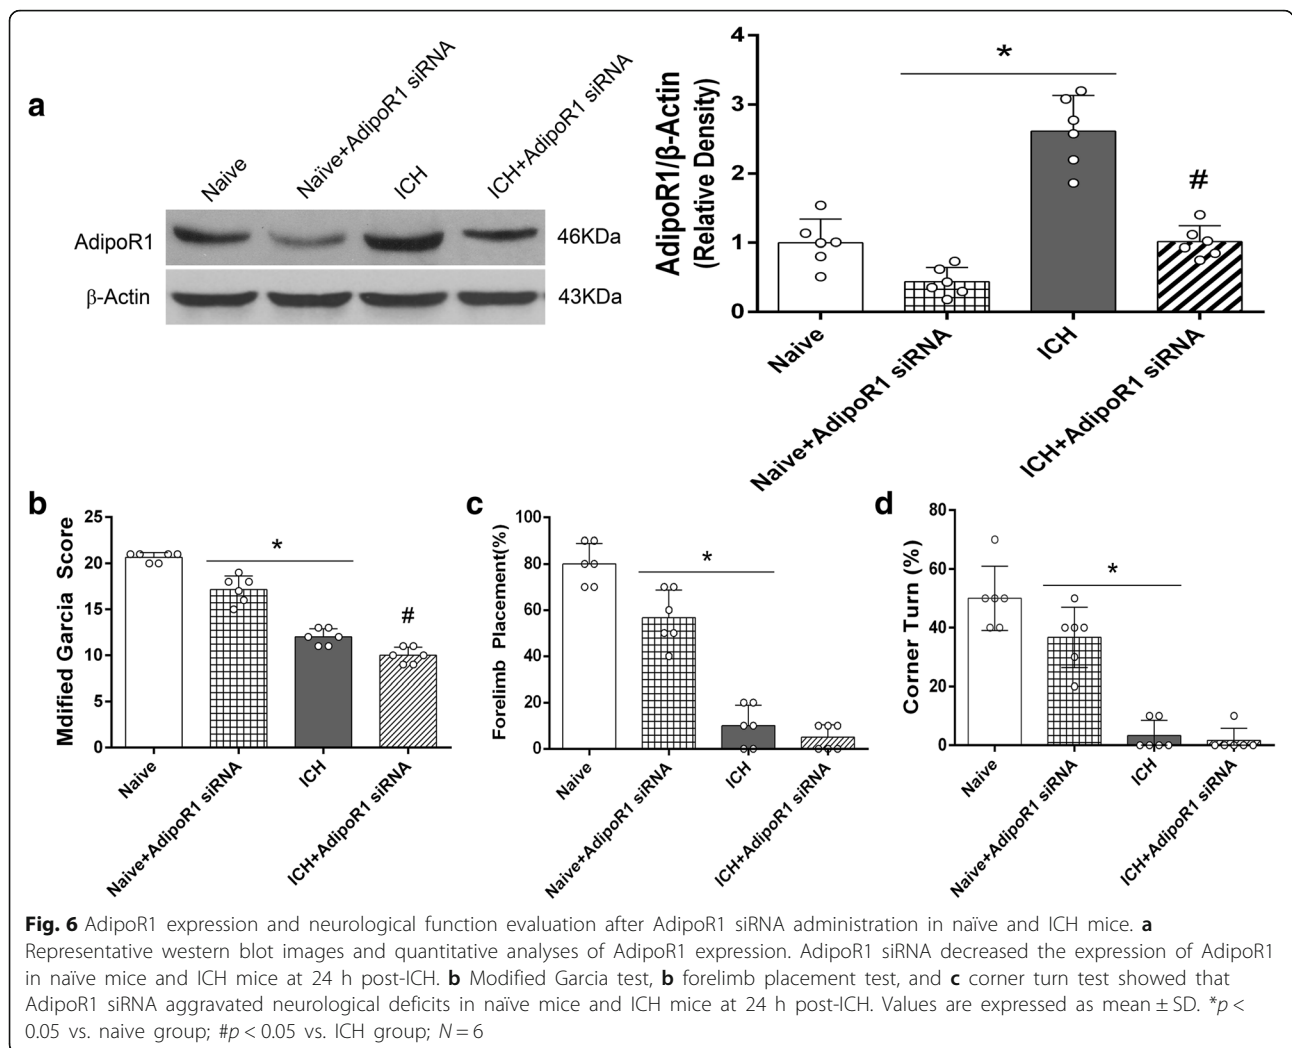 a
Naive
Naïve+AdipoR1 siRNA
ICH
ICH+AdipoR1 siRNA
AdipoR1
46KDa
β-Actin
43KDa
AdipoR1/β-Actin
(Relative Density)
4
3
2
1
0
*
#
Naive
Naive+AdipoR1 siRNA
ICH
ICH+AdipoR1 siRNA
b
Mdified Garcia Score
25
20
15
10
5
0
*
#
Naive
Naive+AdipoR1 siRNA
ICH
ICH+AdipoR1 siRNA
c
Forelimb Placement(%)
100
80
60
40
20
0
*
Naive
Naive+AdipoR1 siRNA
ICH
ICH+AdipoR1 siRNA
d
Corner Turn (%)
80
60
40
20
0
*
Naive
Naive+AdipoR1 siRNA
ICH
ICH+AdipoR1 siRNA
Fig. 6 AdipoR1 expression and neurological function evaluation after AdipoR1 siRNA administration in naïve and ICH mice. a
Representative western blot images and quantitative analyses of AdipoR1 expression. AdipoR1 siRNA decreased the expression of AdipoR1
in naïve mice and ICH mice at 24 h post-ICH. b Modified Garcia test, b forelimb placement test, and c corner turn test showed that
AdipoR1 siRNA aggravated neurological deficits in naïve mice and ICH mice at 24 h post-ICH. Values are expressed as mean ± SD. *p <
0.05 vs. naive group; #p < 0.05 vs. ICH group; N = 6